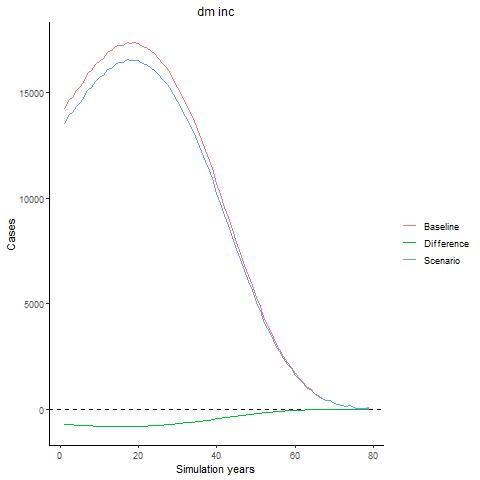 dm inc
Cases
15000
10000
5000
0
0
20
40
60
80
Simulation years
Baseline
Difference
Scenario